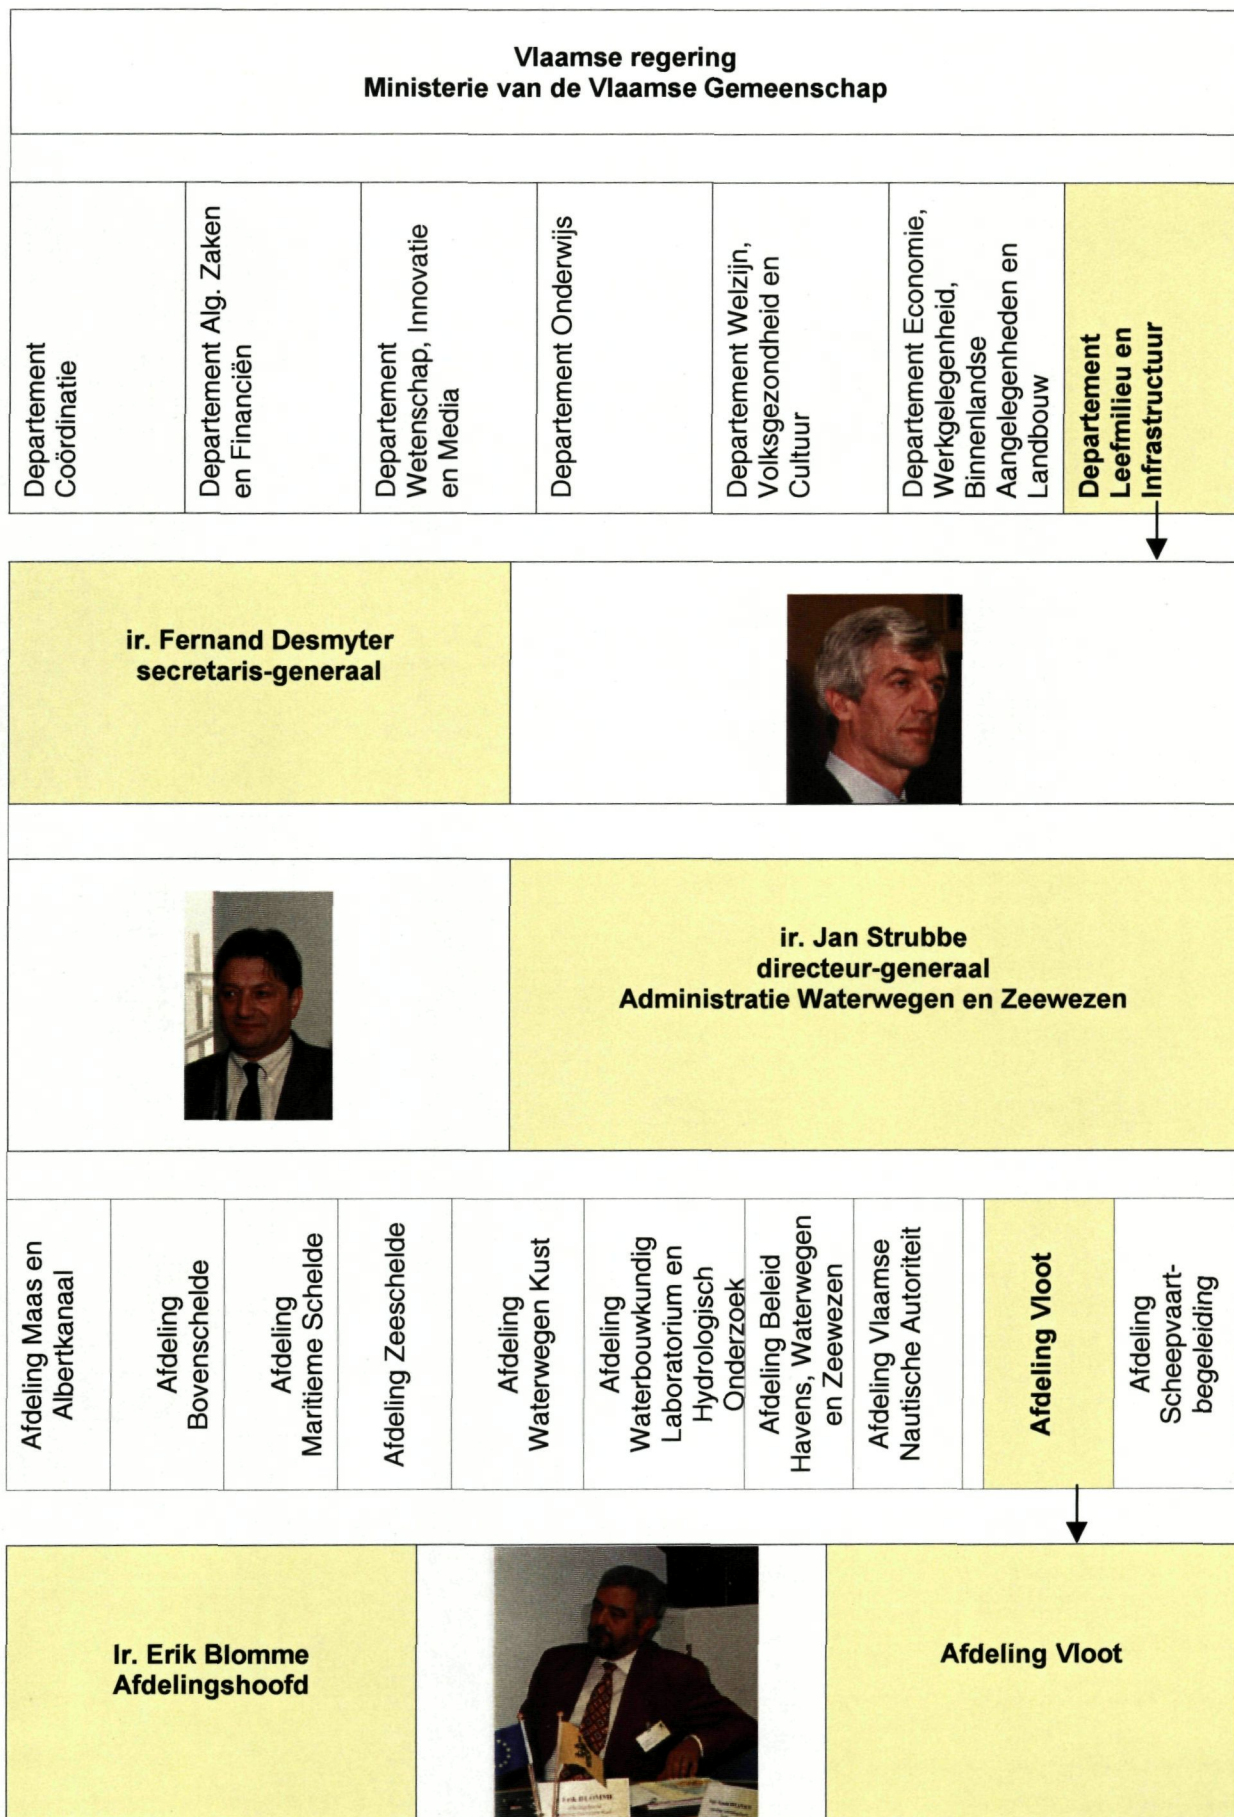 Vlaamse regering
Ministerie van de Vlaamse Gemeenschap
Departement
Coördinatie
Departement Alg. Zaken
en Financiën
Departement
Wetenschap, Innovatie
en Media
Departement Onderwijs
Departement Welzijn,
Volksgezondheid en
Cultuur
Departement Economie,
Werkgelegenheid,
Binnenlandse
Aangelegenheden en
Landbouw
Departement
Leefmilieu en
Infrastructuur
ir. Fernand Desmyter
secretaris-generaal
ir. Jan Strubbe
directeur-generaal
Administratie Waterwegen en Zeewezen
Afdeling Maas en
Albertkanaal
Afdeling
Bovenschelde
Afdeling
Maritieme Schelde
Afdeling Zeeschelde
Afdeling
Waterwegen Kust
Afdeling
Waterbouwkundig
Laboratorium en
Hydrologisch
Onderzoek
Afdeling Beleid
Havens, Waterwegen
en Zeewezen
Afdeling Vlaamse
Nautische Autoriteit
Afdeling Vloot
Afdeling
Scheepvaart-
begeleiding
Ir. Erik Blomme
Afdelingshoofd
Erik BLOMME
Afdeling Vloot